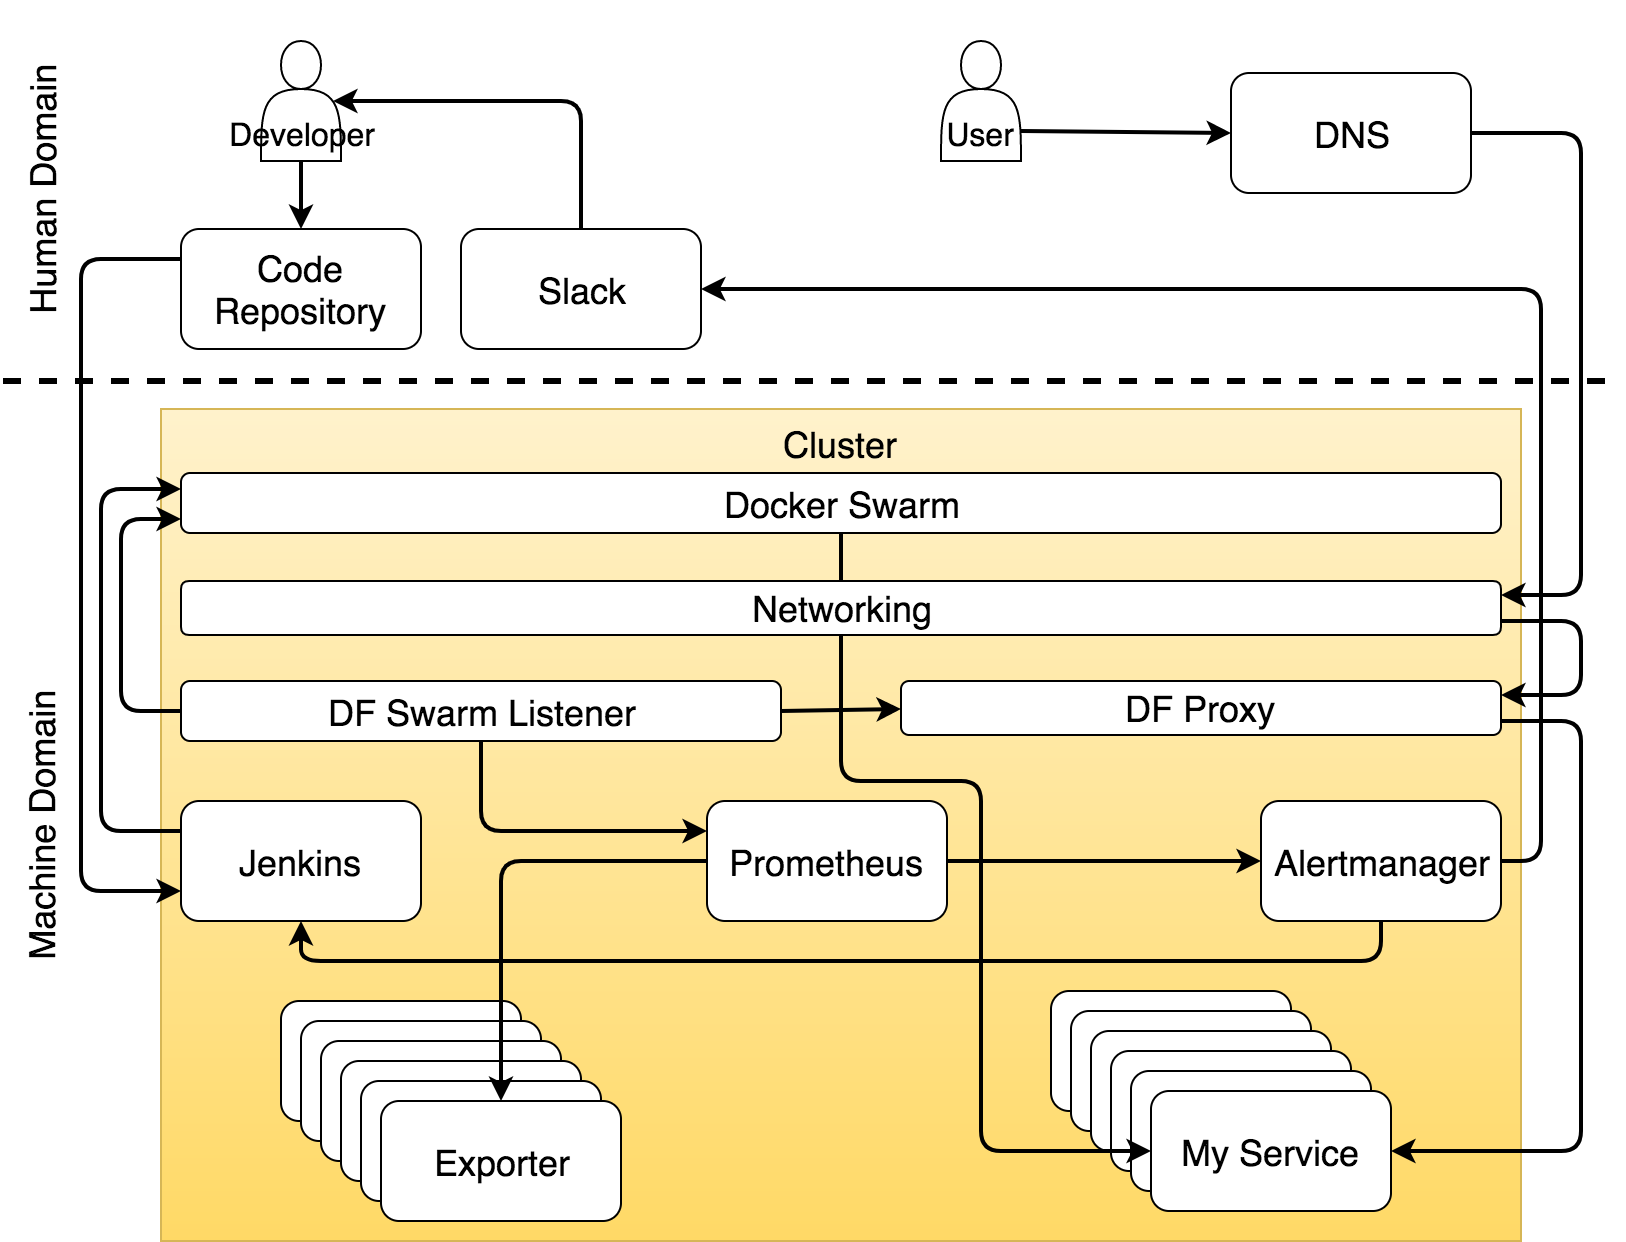 Human Domain
Developer
User
DNS
Code
Repository
Slack
Machine Domain
Cluster
Docker Swarm
Networking
DF Swarm Listener
DF Proxy
Jenkins
Prometheus
Alertmanager
Exporter
My Service